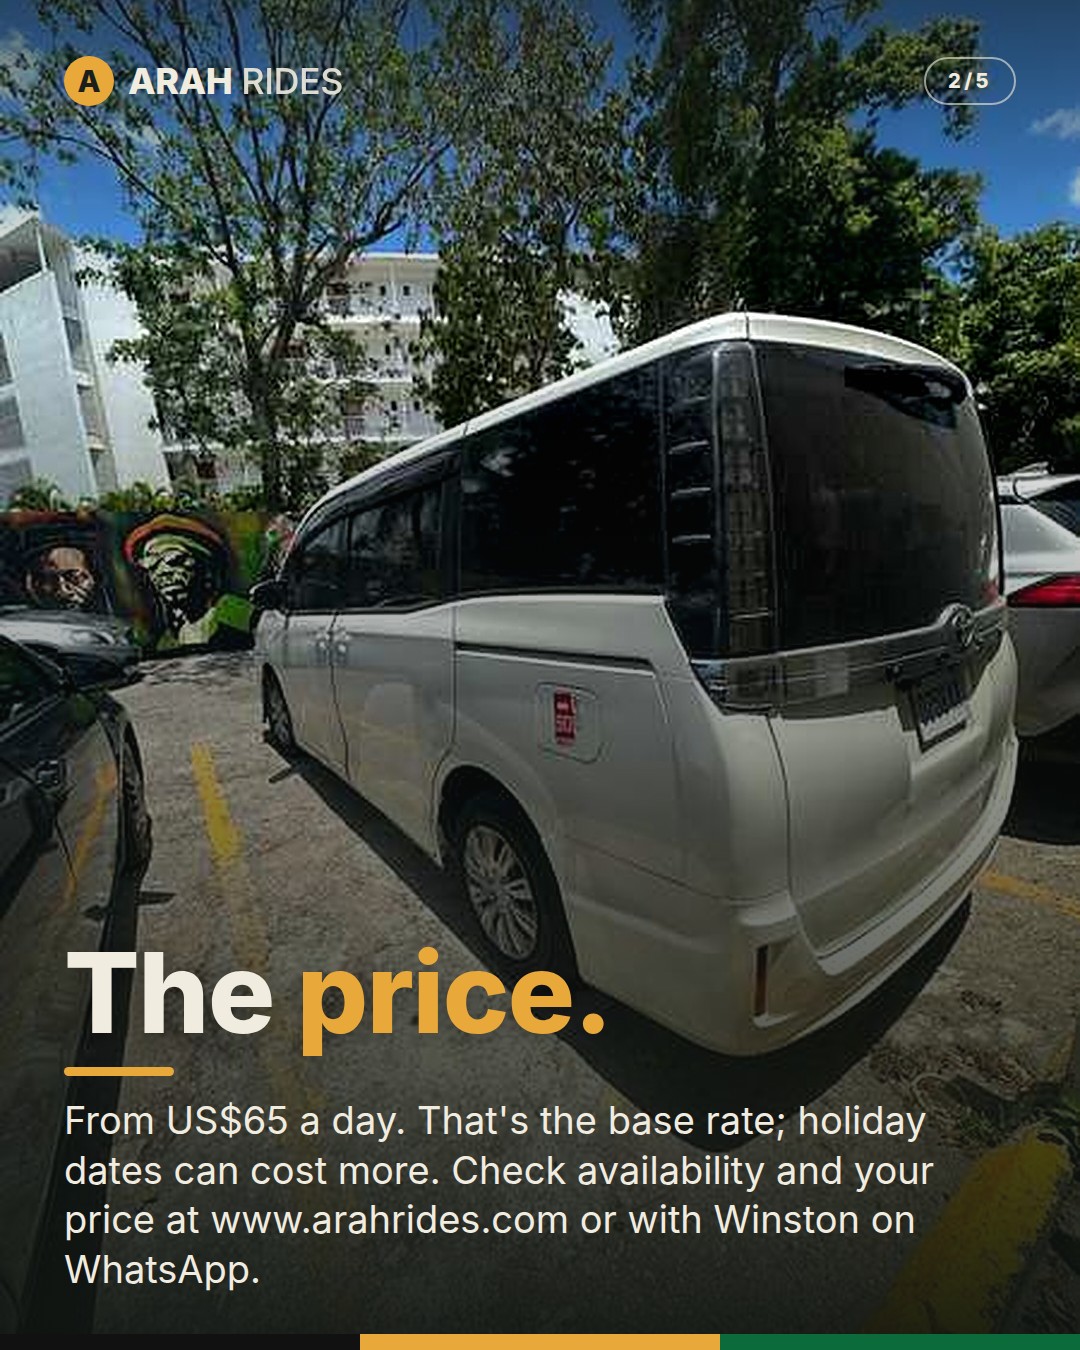 A ARAH RIDES
2/5
The price.
From US$65 a day. That's the base rate; holiday
dates can cost more. Check availability and your
price at www.arahrides.com or with Winston on
WhatsApp.